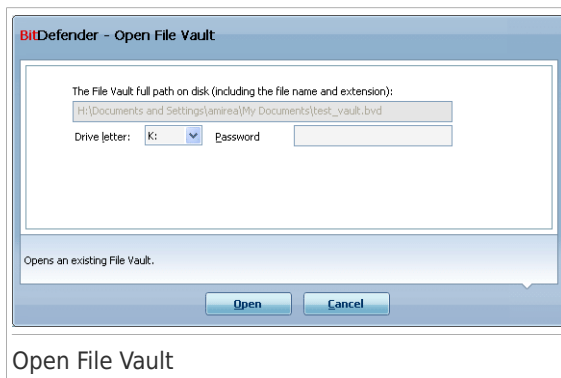 BitDefender - Open File Vault
The File Vault full path on disk (including the file name and extension):
H:\Documents and Settings\amirea\My Documents\test_vault.bvd
Drive letter: K: Password
Opens an existing File Vault.
Open Cancel
Open File Vault